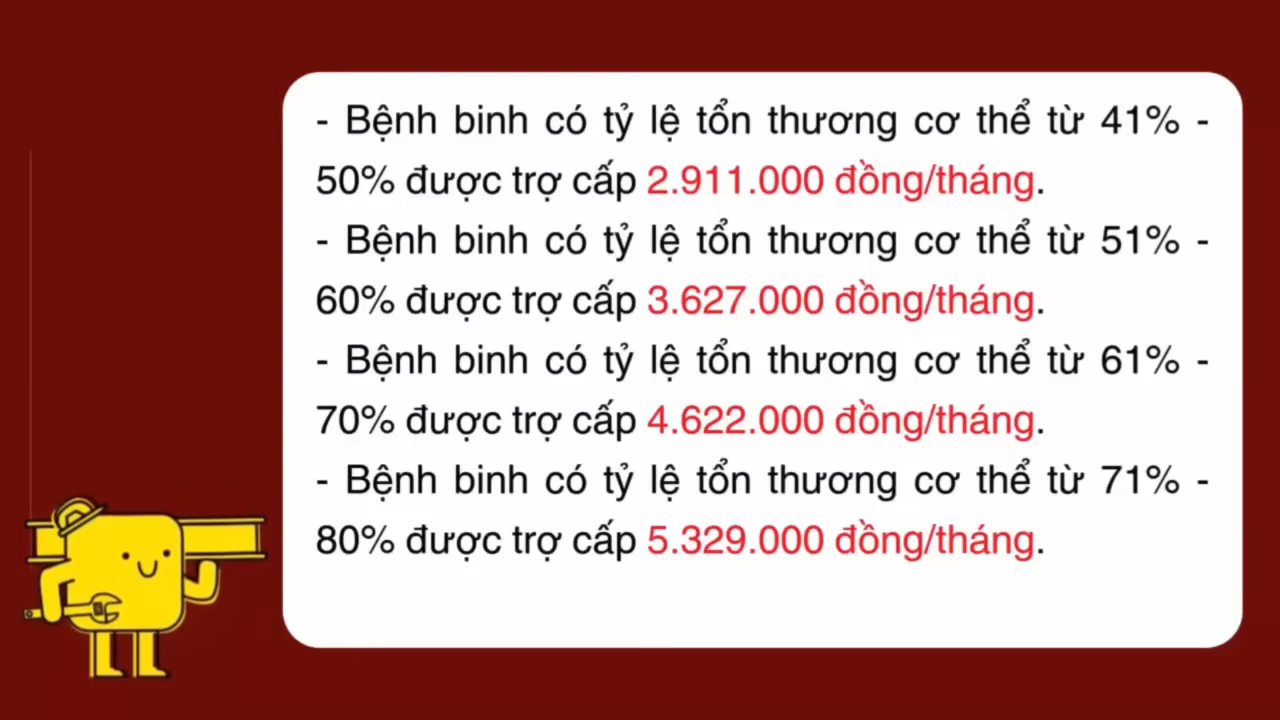 - Bệnh binh có tỷ lệ tổn thương cơ thể từ 41% -
50% được trợ cấp 2.911.000 đồng/tháng.
- Bệnh binh có tỷ lệ tổn thương cơ thể từ 51% -
60% được trợ cấp 3.627.000 đồng/tháng.
- Bệnh binh có tỷ lệ tổn thương cơ thể từ 61% -
70% được trợ cấp 4.622.000 đồng/tháng.
- Bệnh binh có tỷ lệ tổn thương cơ thể từ 71% -
80% được trợ cấp 5.329.000 đồng/tháng.